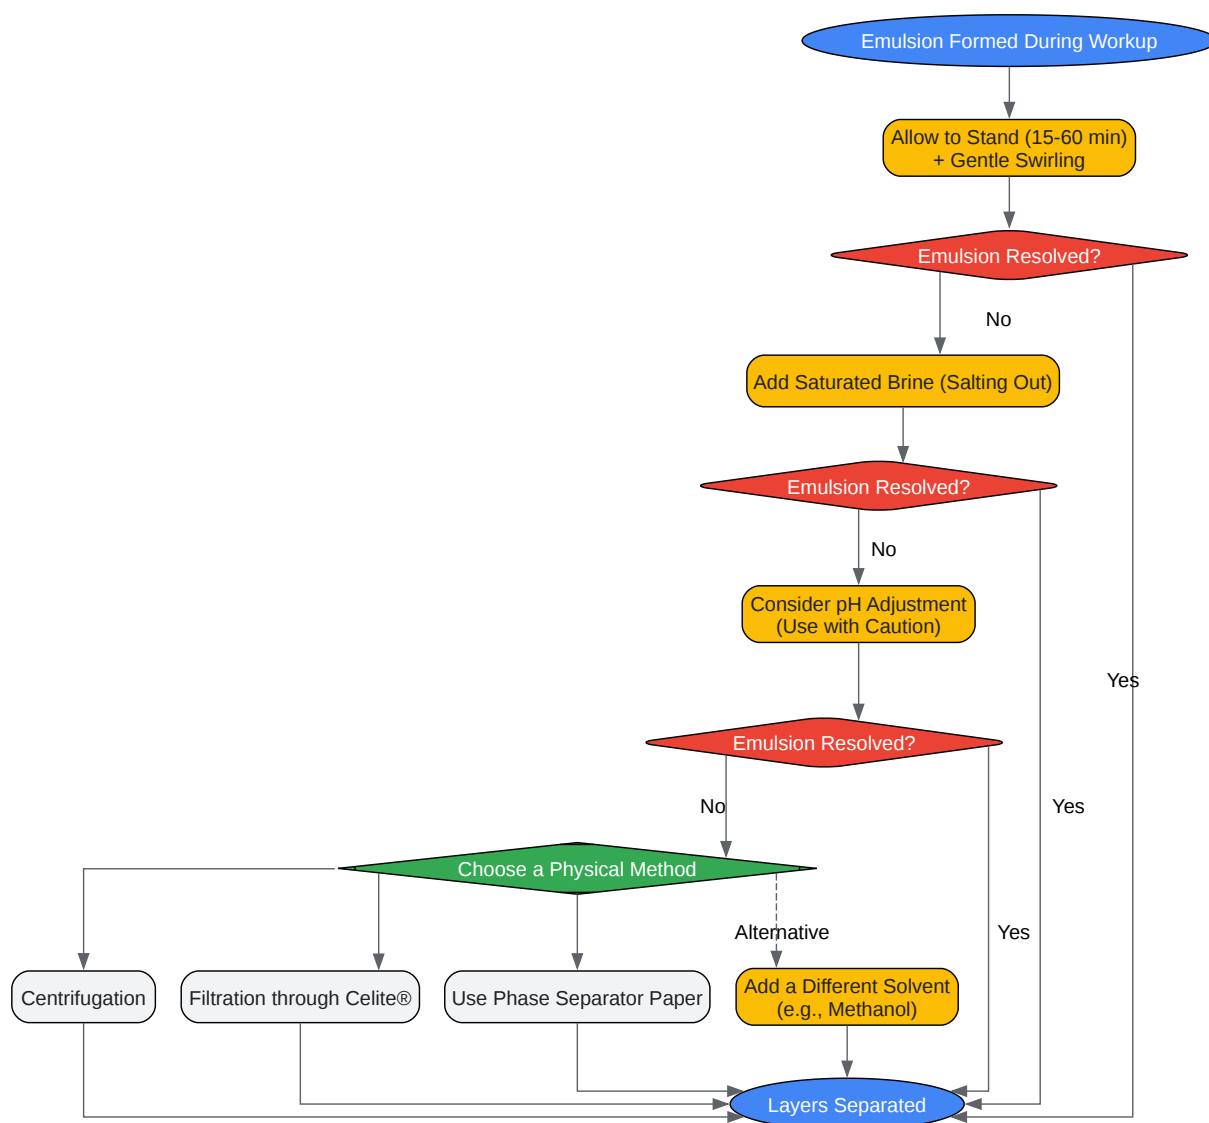 Emulsion Formed During Workup
Allow to Stand (15-60 min)
+ Gentle Swirling
Emulsion Resolved?
No
Add Saturated Brine (Salting Out)
Emulsion Resolved?
No
Consider pH Adjustment
(Use with Caution)
Yes
Emulsion Resolved?
No
Yes
Choose a Physical Method
Alternative
Yes
Centrifugation
Filtration through Celite®
Use Phase Separator Paper
Add a Different Solvent
(e.g., Methanol)
Layers Separated